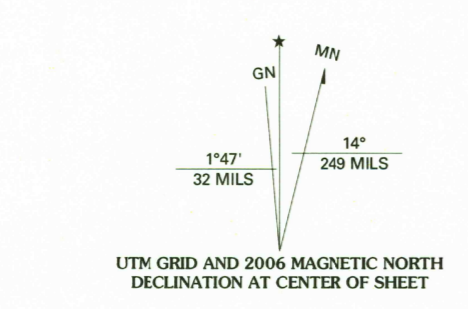 ★
MN
GN
1°47'
32 MILS
14°
249 MILS
UTM GRID AND 2006 MAGNETIC NORTH
DECLINATION AT CENTER OF SHEET